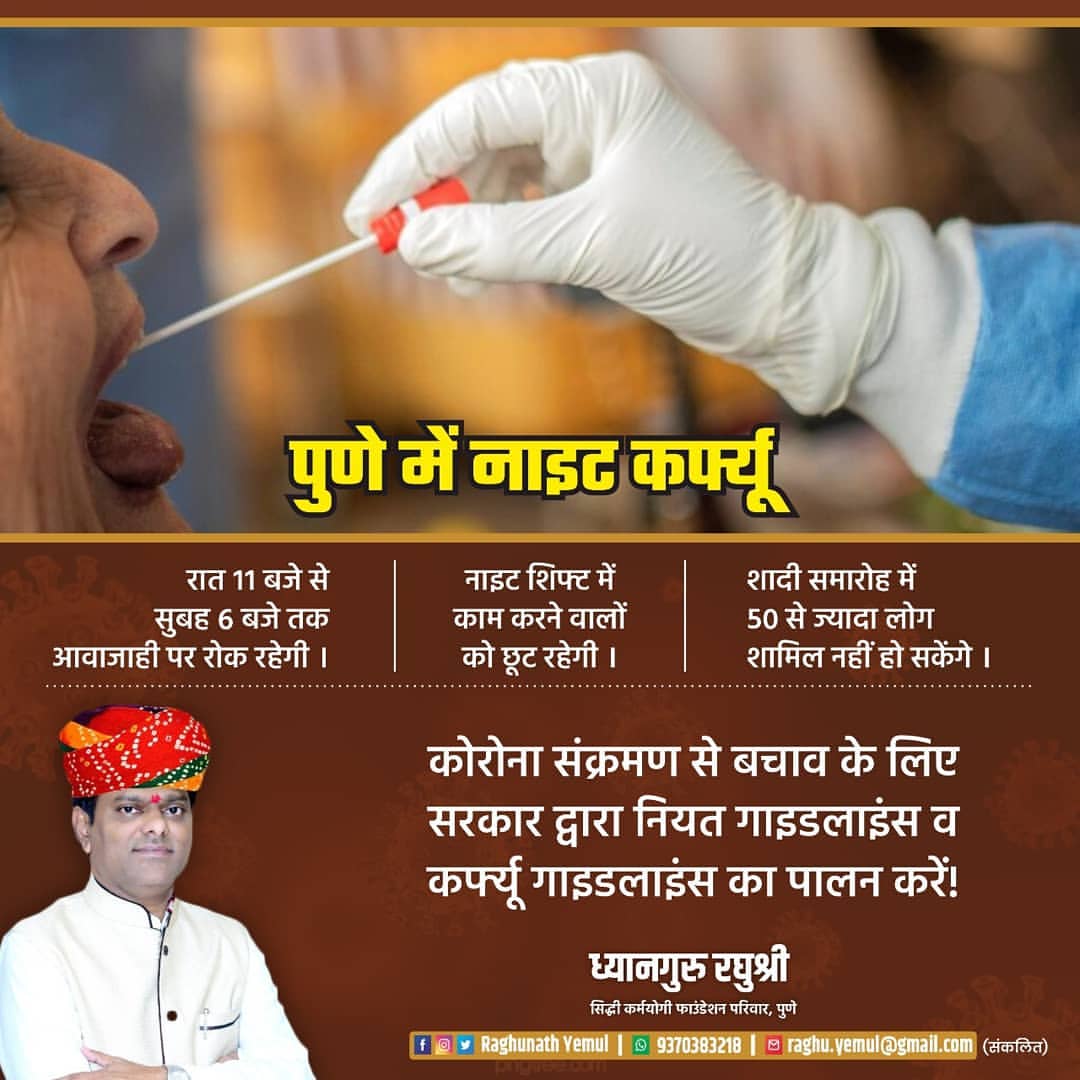 पुणे में नाइट कर्फ्यू
रात 11 बजे से
सुबह 6 बजे तक
आवाजाही पर रोक रहेगी ।
नाइट शिफ्ट में
काम करने वालों
को छूट रहेगी ।
शादी समारोह में
50 से ज्यादा लोग
शामिल नहीं हो सकेंगे ।
कोरोना संक्रमण से बचाव के लिए
सरकार द्वारा नियत गाइडलाइंस व
कर्फ्यू गाइडलाइंस का पालन करें!
ध्यानगुरु रघुश्री
सिद्धी कर्मयोगी फाउंडेशन परिवार, पुणे
Raghunath Yemul | 9370383218 | raghu.yemul@gmail.com (संकलित)
pngtree.com